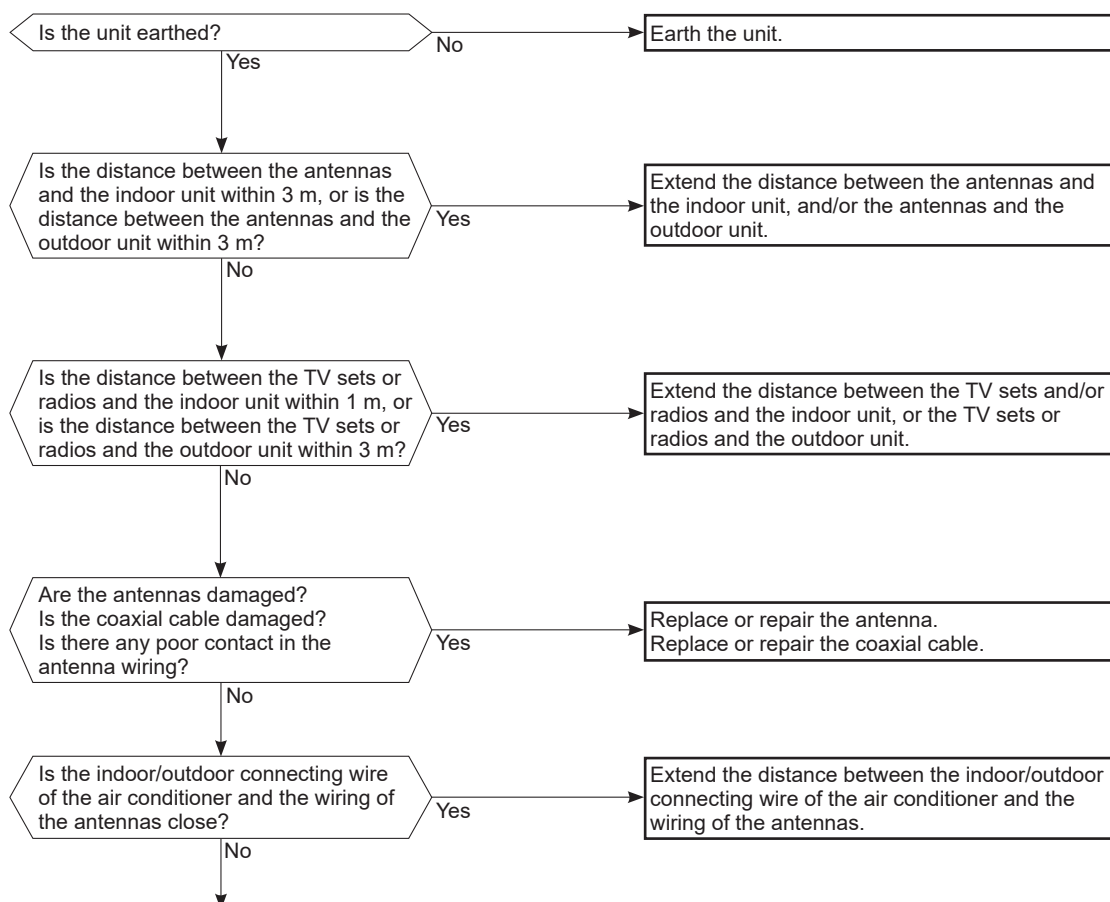 Is the unit earthed?
No
Earth the unit.
Yes
Is the distance between the antennas
and the indoor unit within 3 m, or is the
distance between the antennas and the
outdoor unit within 3 m?
Yes
Extend the distance between the antennas and
the indoor unit, and/or the antennas and the
outdoor unit.
No
Is the distance between the TV sets or
radios and the indoor unit within 1 m, or
is the distance between the TV sets or
radios and the outdoor unit within 3 m?
Yes
Extend the distance between the TV sets and/or
radios and the indoor unit, or the TV sets or
radios and the outdoor unit.
No
Are the antennas damaged?
Is the coaxial cable damaged?
Is there any poor contact in the
antenna wiring?
Yes
Replace or repair the antenna.
Replace or repair the coaxial cable.
No
Is the indoor/outdoor connecting wire
of the air conditioner and the wiring of
the antennas close?
Yes
Extend the distance between the indoor/outdoor
connecting wire of the air conditioner and the
wiring of the antennas.
No